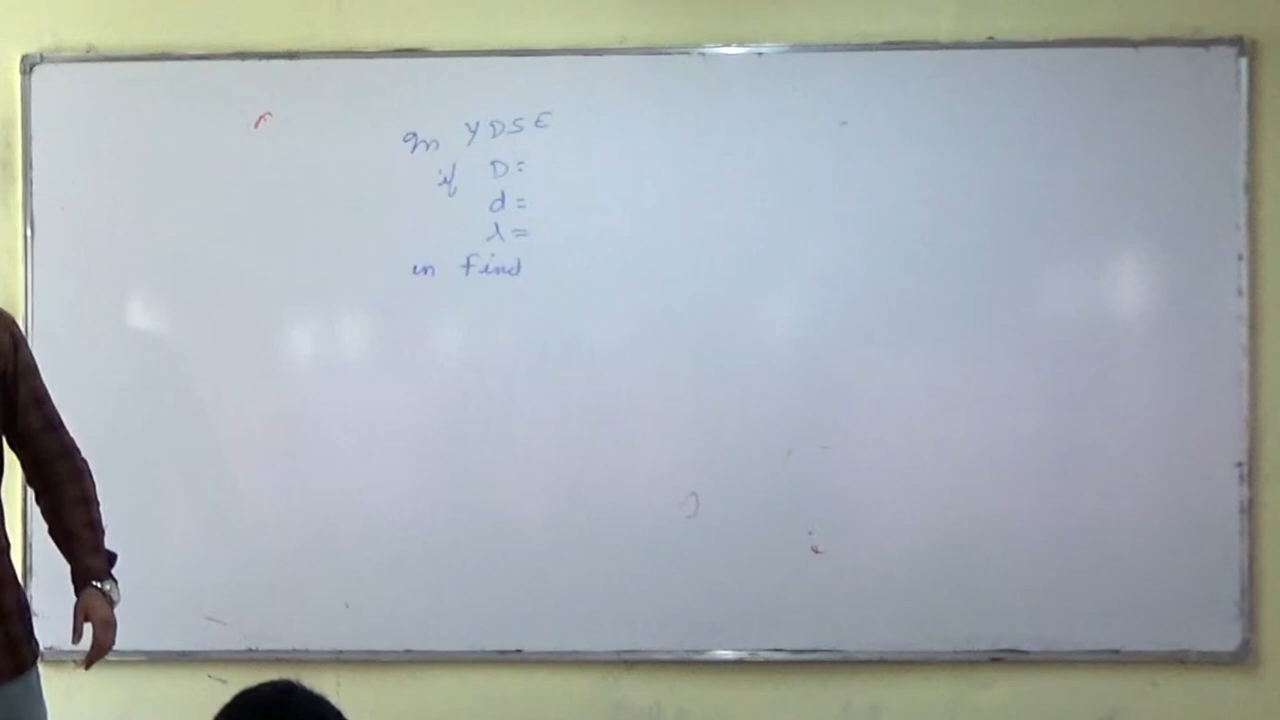 In YDSE
if D=
d=
λ=
in find